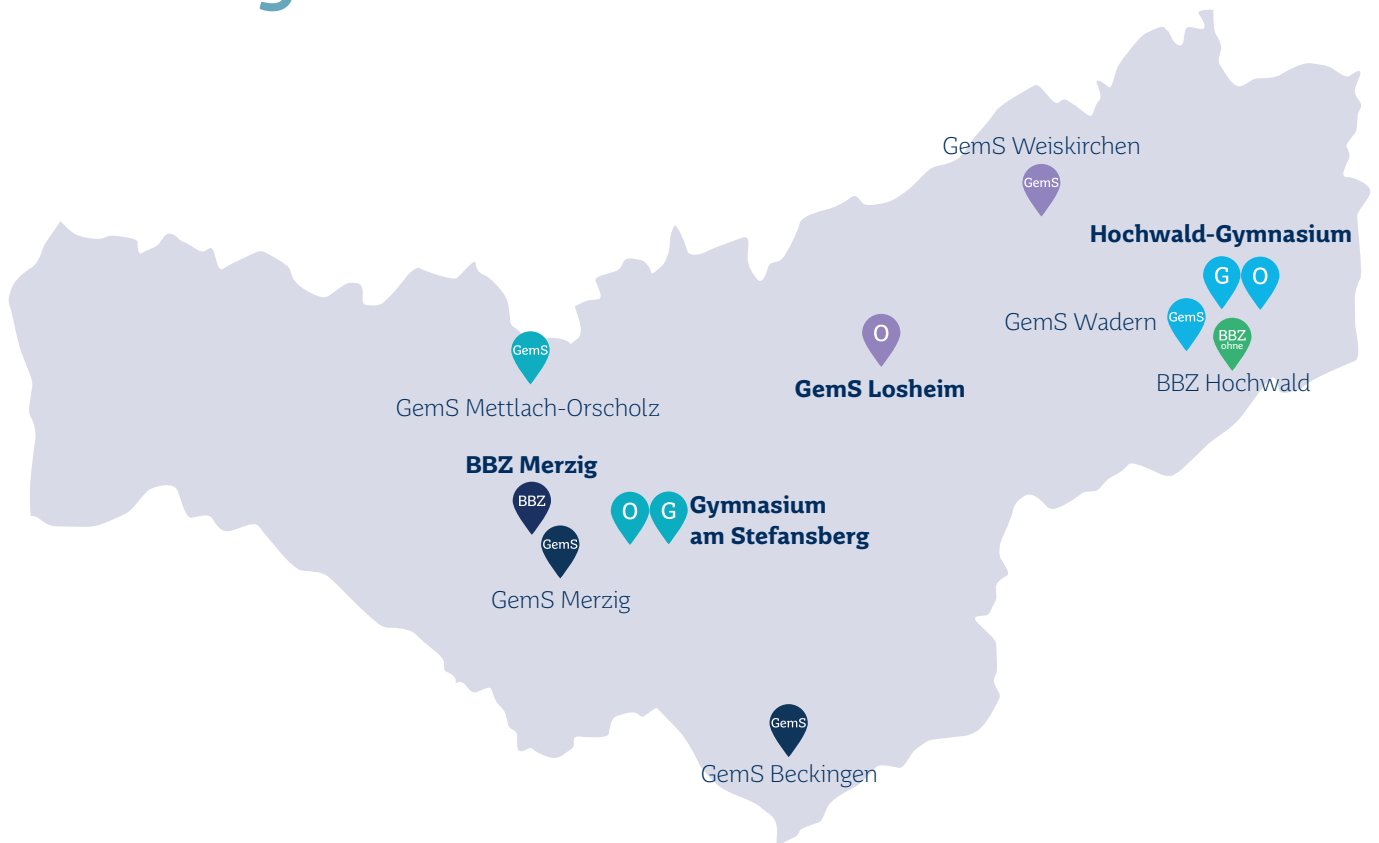 GemS Weiskirchen
GemS
Hochwald-Gymnasium
G O
GemS Wadern
GemS
BBZ
ohne
BBZ Hochwald
O
GemS Losheim
GemS
GemS Mettlach-Orscholz
BBZ Merzig
BBZ
GemS
GemS Merzig
O G
Gymnasium
am Stefansberg
GemS
GemS Beckingen